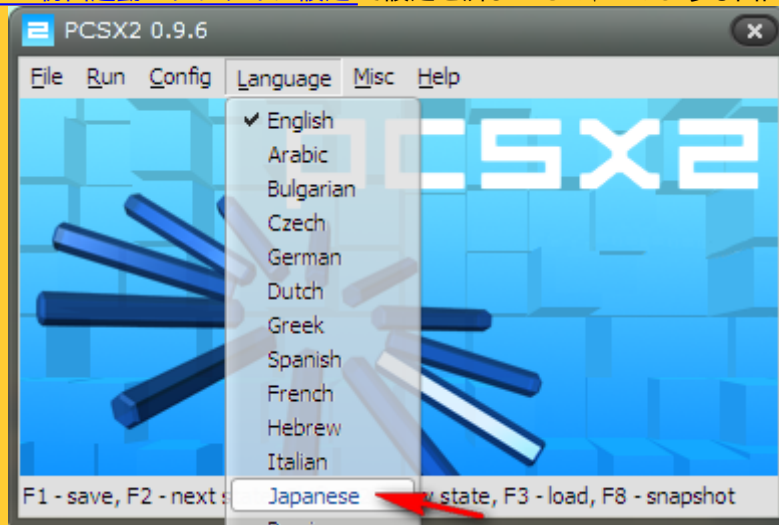 PCSX2 0.9.6
File Run Config Language Misc Help
PCSX2
English
Arabic
Bulgarian
Czech
German
Dutch
Greek
Spanish
French
Hebrew
Italian
Japanese
F1 - save, F2 - next state, F3 - load, F8 - snapshot